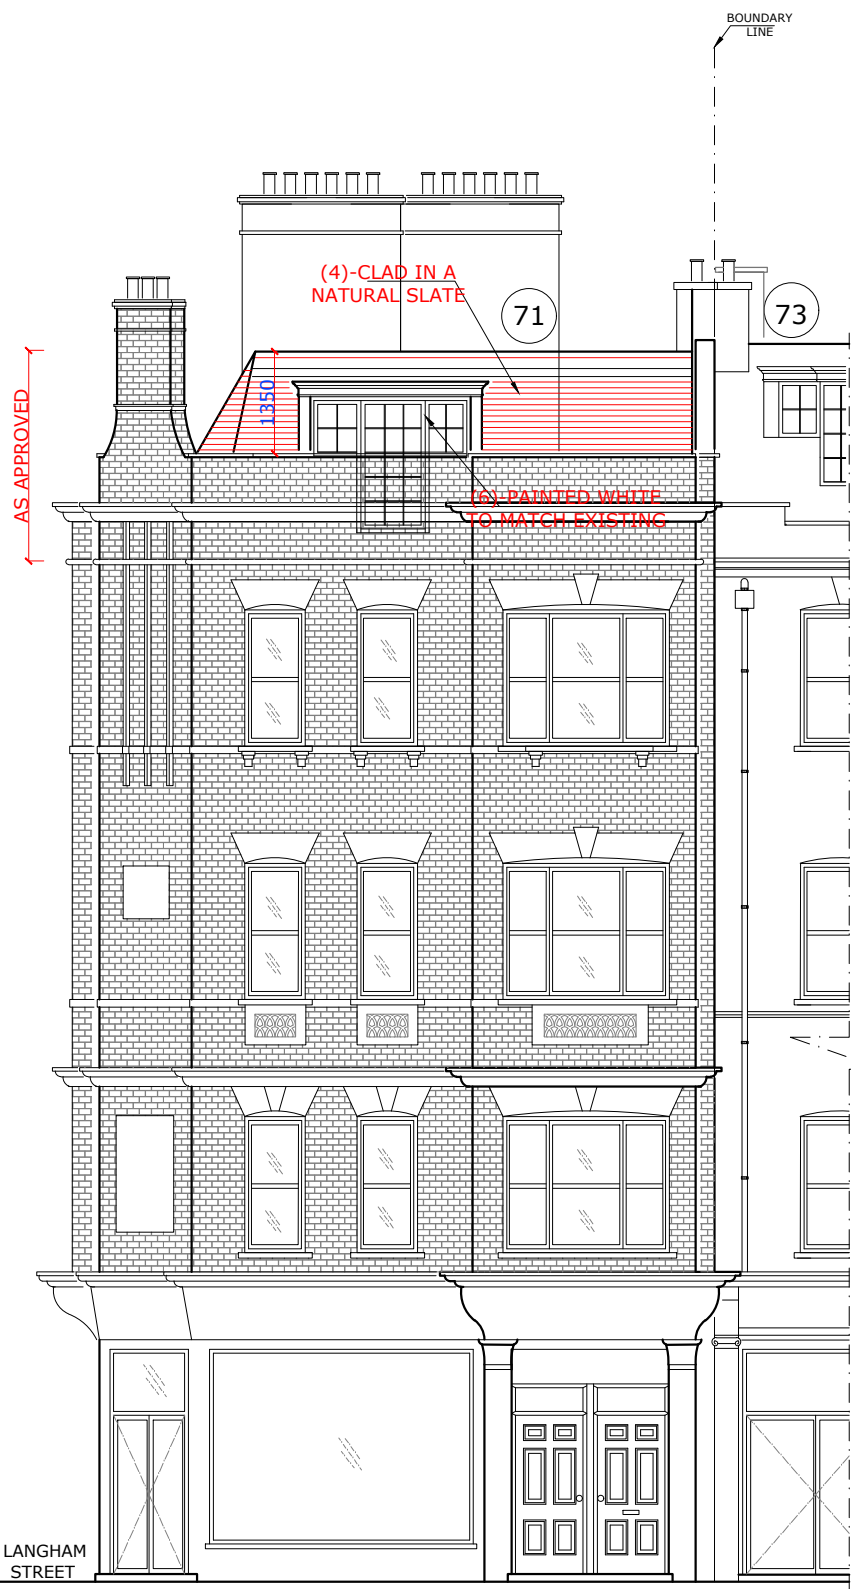 BOUNDARY
LINE
(4)-CLAD IN A
NATURAL SLATE
71
73
1350
AS APPROVED
(6)-PAINTED WHITE
TO MATCH EXISTING
LANGHAM
STREET